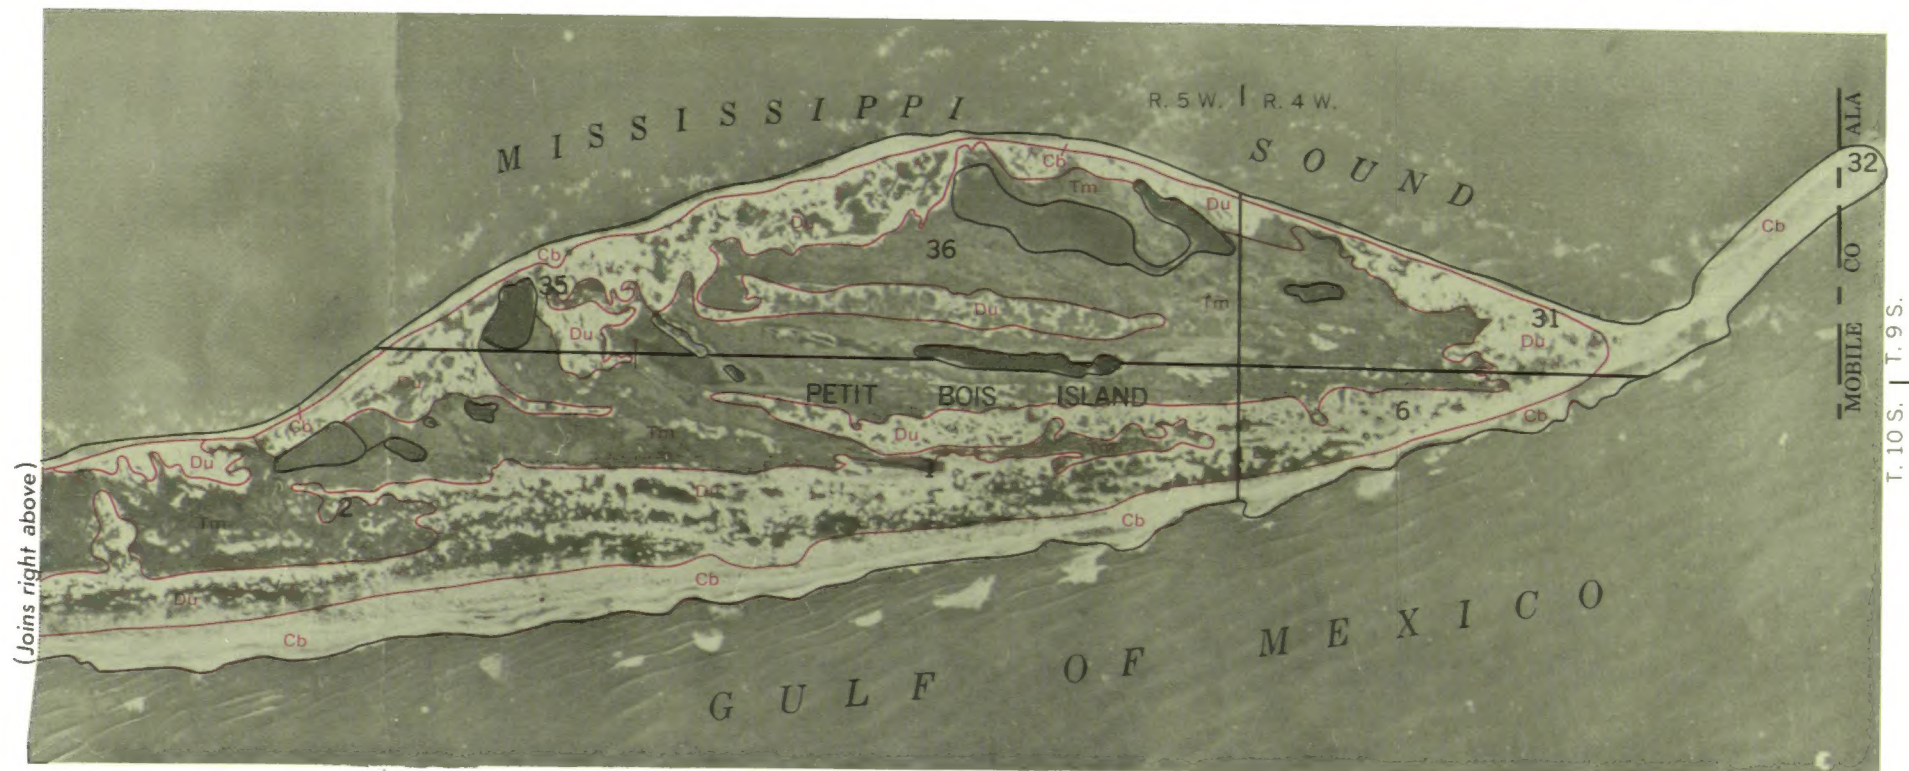 MISSISSIPPI SOUND
R. 5 W. | R. 4 W.
MOBILE CO ALA
32
Cb
Cb
Tm
Du
Du
36
Cb
35
Tm
Du
31
Du
Du
Du
PETIT BOIS ISLAND
6
Cb
Cb
Tm
Du
Du
1
2
Du
Cb
Tm
Cb
Du
Cb
GULF OF MEXICO
T. 10 S. | T. 9 S.
(Joins right above)